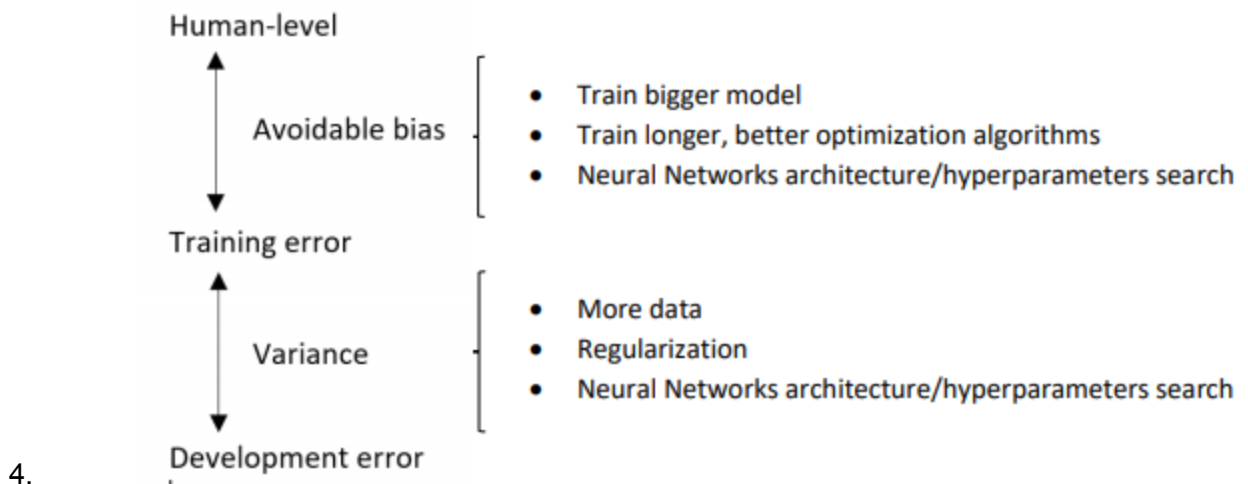 Human-level
Avoidable bias
• Train bigger model
• Train longer, better optimization algorithms
• Neural Networks architecture/hyperparameters search
Training error
Variance
• More data
• Regularization
• Neural Networks architecture/hyperparameters search
Development error
4.